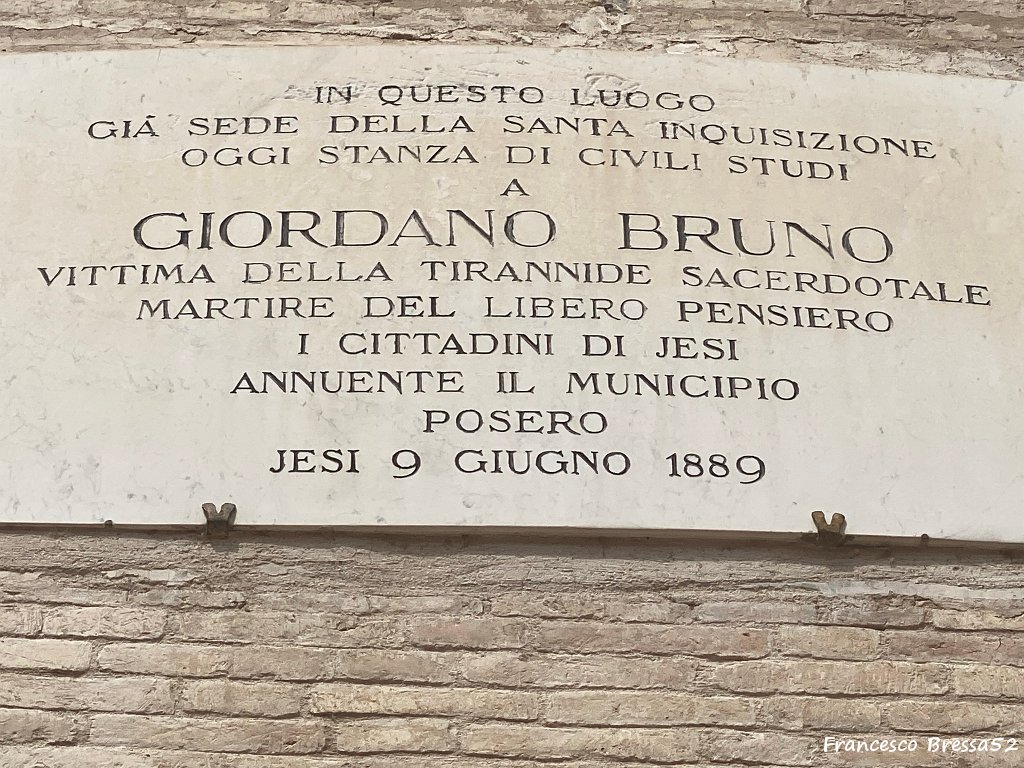 IN QUESTO LUOGO
GIÁ SEDE DELLA SANTA INQUISIZIONE
OGGI STANZA DI CIVILI STUDI
A
GIORDANO BRUNO
VITTIMA DELLA TIRANNIDE SACERDOTALE
MARTIRE DEL LIBERO PENSIERO
I CITTADINI DI JESI
ANNUENTE IL MUNICIPIO
POSERO
JESI 9 GIUGNO 1889
Francesco Bressa52